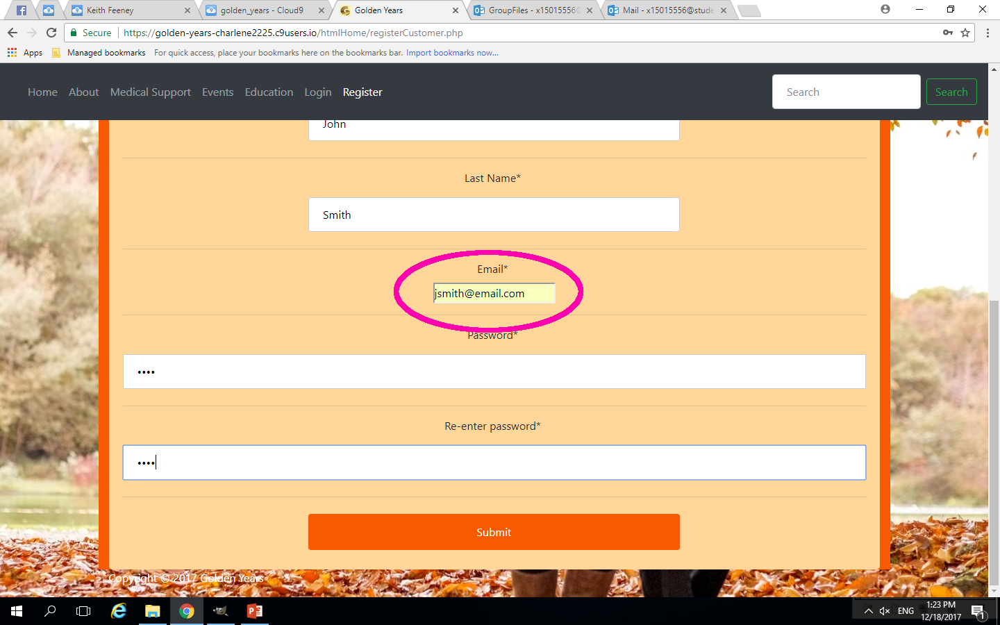 Keith Feeney
golden_years - Cloud9
Golden Years
GroupFiles - x15015556@
Mail - x15015556@stude
Secure
https://golden-years-charlene2225.c9users.io/htmlHome/registerCustomer.php
Apps
Managed bookmarks
For quick access, place your bookmarks here on the bookmarks bar. Import bookmarks now...
Home About Medical Support Events Education Login Register
Search
Search
John
Last Name*
Smith
Email*
jsmith@email.com
Password*
••••
Re-enter password*
••••
Submit
Copyright © 2017 Golden Years
ENG
1:23 PM
12/18/2017
1